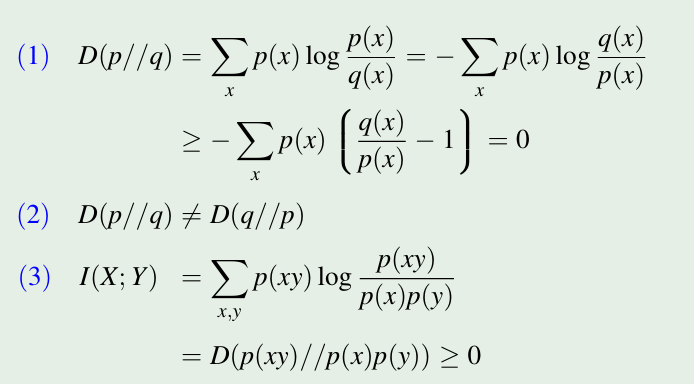 (1) D(p//q) = ∑_x p(x) log p(x)/q(x) = − ∑_x p(x) log q(x)/p(x)
≥ − ∑_x p(x) ( q(x)/p(x) − 1 ) = 0
(2) D(p//q) ≠ D(q//p)
(3) I(X;Y) = ∑_{x,y} p(xy) log p(xy)/p(x)p(y)
= D(p(xy)//p(x)p(y)) ≥ 0